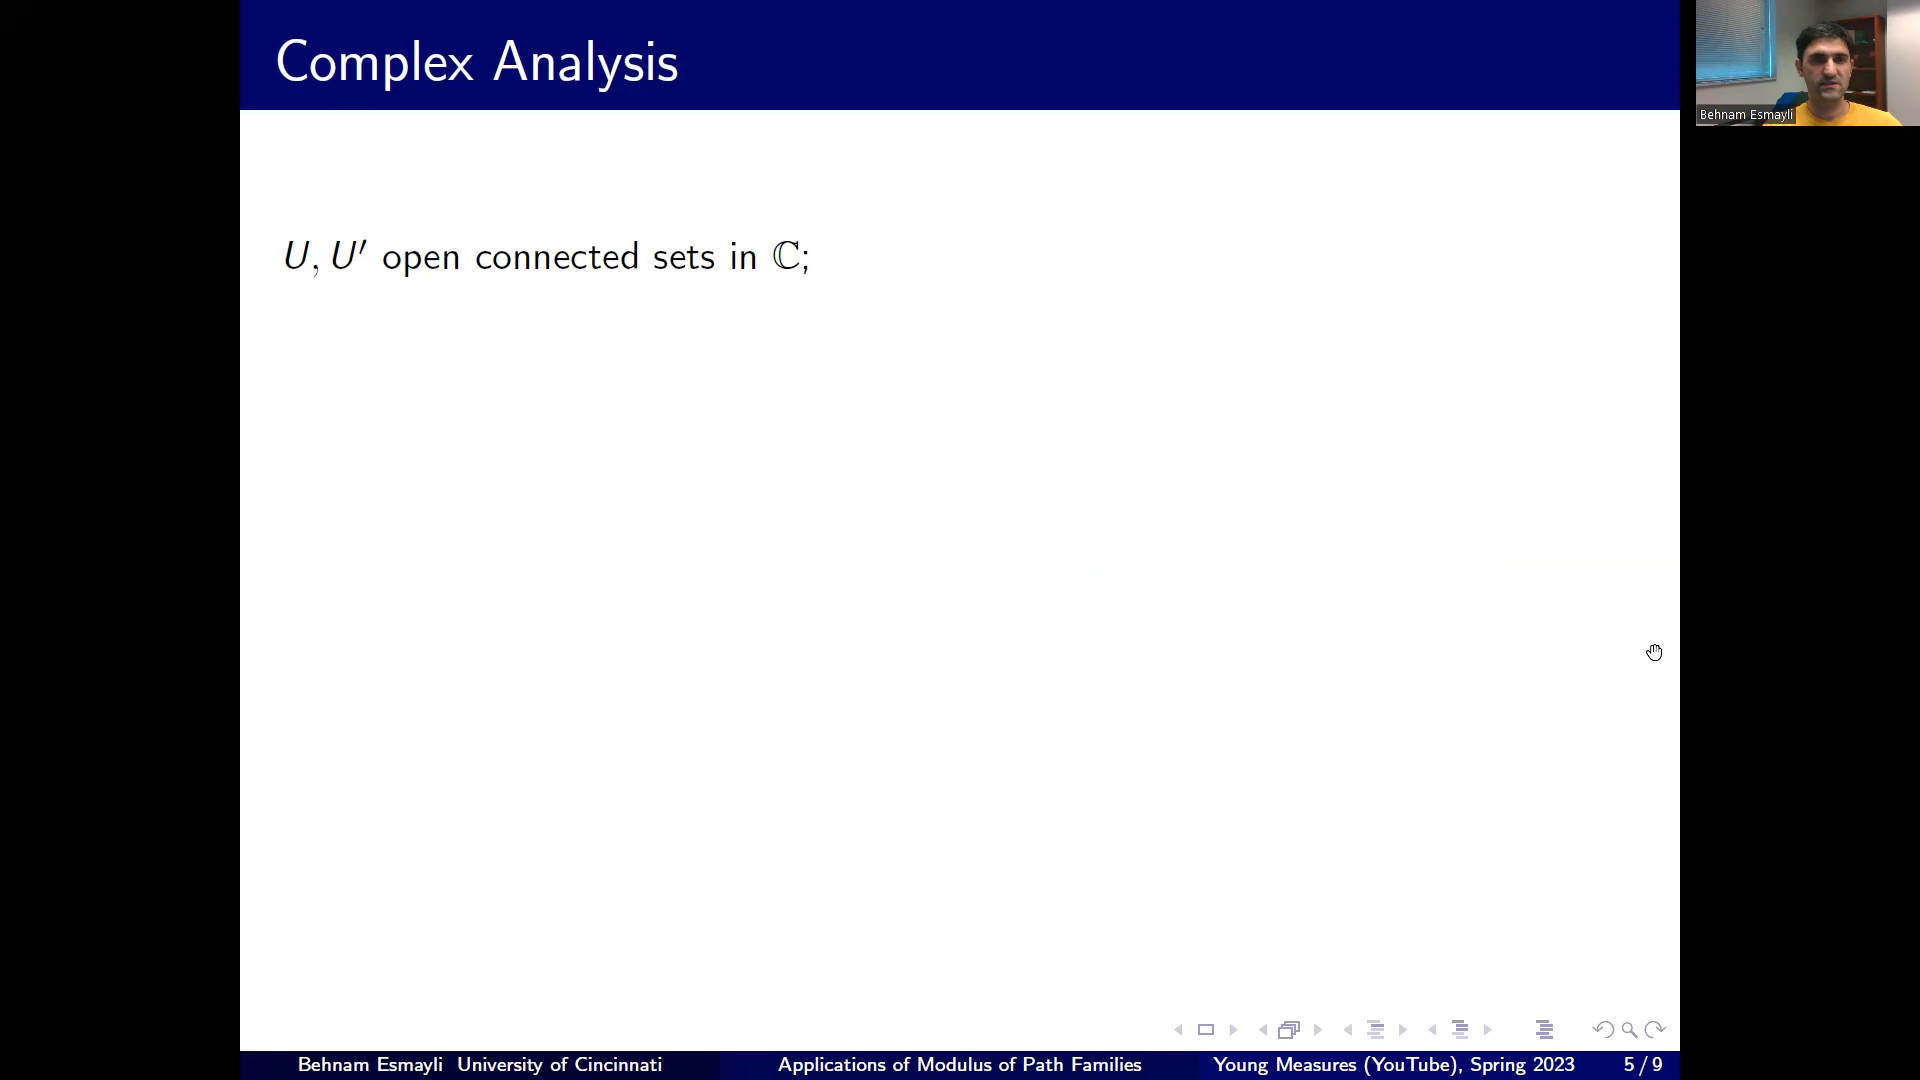 Complex Analysis
Behnam Esmayli
U, U′ open connected sets in ℂ;
Behnam Esmayli University of Cincinnati
Applications of Modulus of Path Families
Young Measures (YouTube), Spring 2023
5 / 9